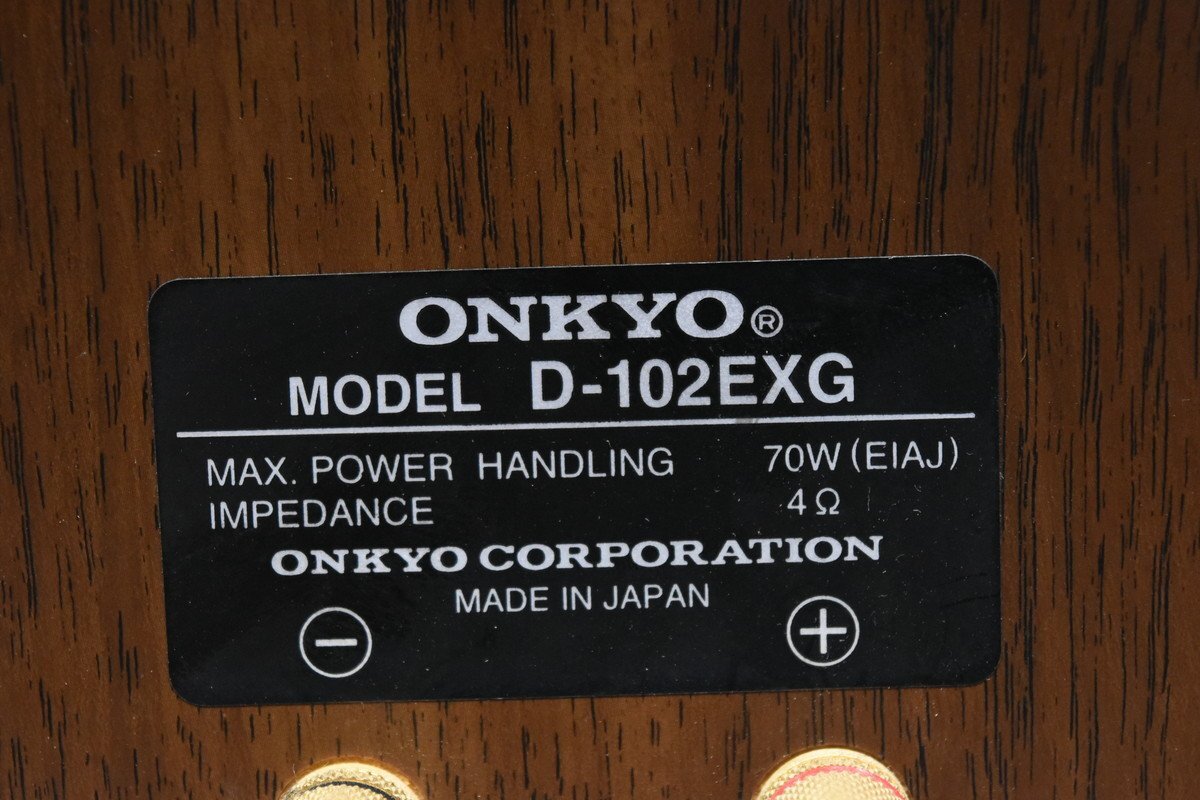 ONKYO®
MODEL D-102EXG
MAX. POWER HANDLING 70W (EIAJ)
IMPEDANCE 4Ω
ONKYO CORPORATION
MADE IN JAPAN
− +